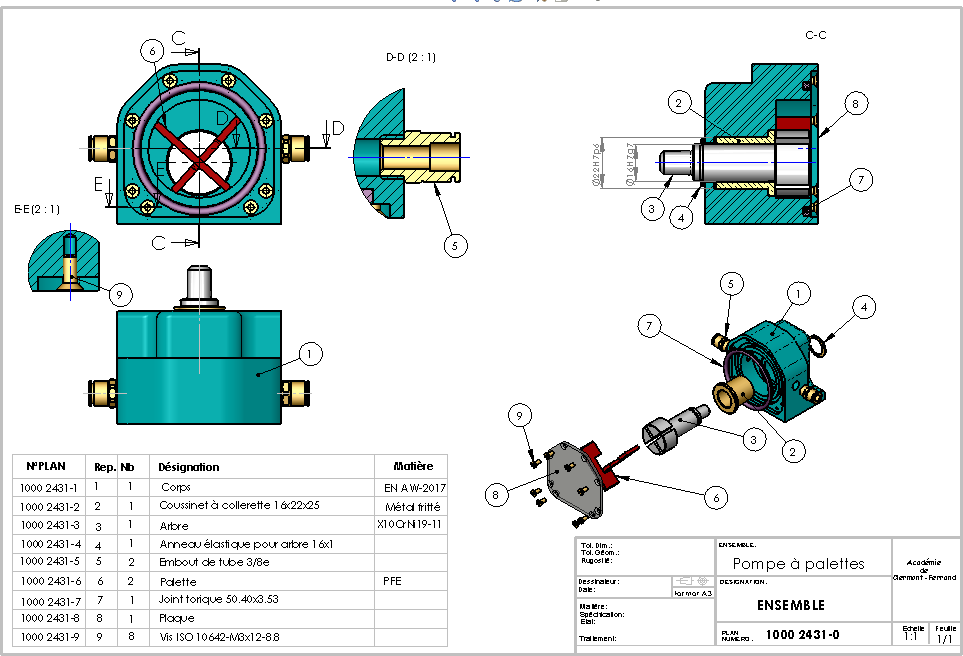 C-C
C
6
D-D (2 : 1)
2
8
D
D
Ø22H7p6
Ø16H7g7
E
E
7
E-E (2 : 1)
3
4
C
5
9
5
1
4
7
1
9
3
2
8
6
N°PLAN Rep. Nb Désignation Matière
1000 2431-1 1 1 Corps EN AW-2017
1000 2431-2 2 1 Coussinet à collerette 16x22x25 Métal fritté
1000 2431-3 3 1 Arbre X10CrNi19-11
1000 2431-4 4 1 Anneau élastique pour arbre 16x1
1000 2431-5 5 2 Embout de tube 3/8e
1000 2431-6 6 2 Palette PFE
1000 2431-7 7 1 Joint torique 50.40x3.53
1000 2431-8 8 1 Plaque
1000 2431-9 9 8 Vis ISO 10642-M3x12-8.8
Tol. Dim.:
Tol. Géom.:
Rugosité:
ENSEMBLE.
Pompe à palettes
Académie
de
Clermont - Ferrand
Dessinateur:
Date:
Format A3
DESIGNATION.
ENSEMBLE
Matière:
Spécification:
Etat:
Traitement:
PLAN
NUMERO. 1000 2431-0
Echelle
1:1
Feuille
1/1